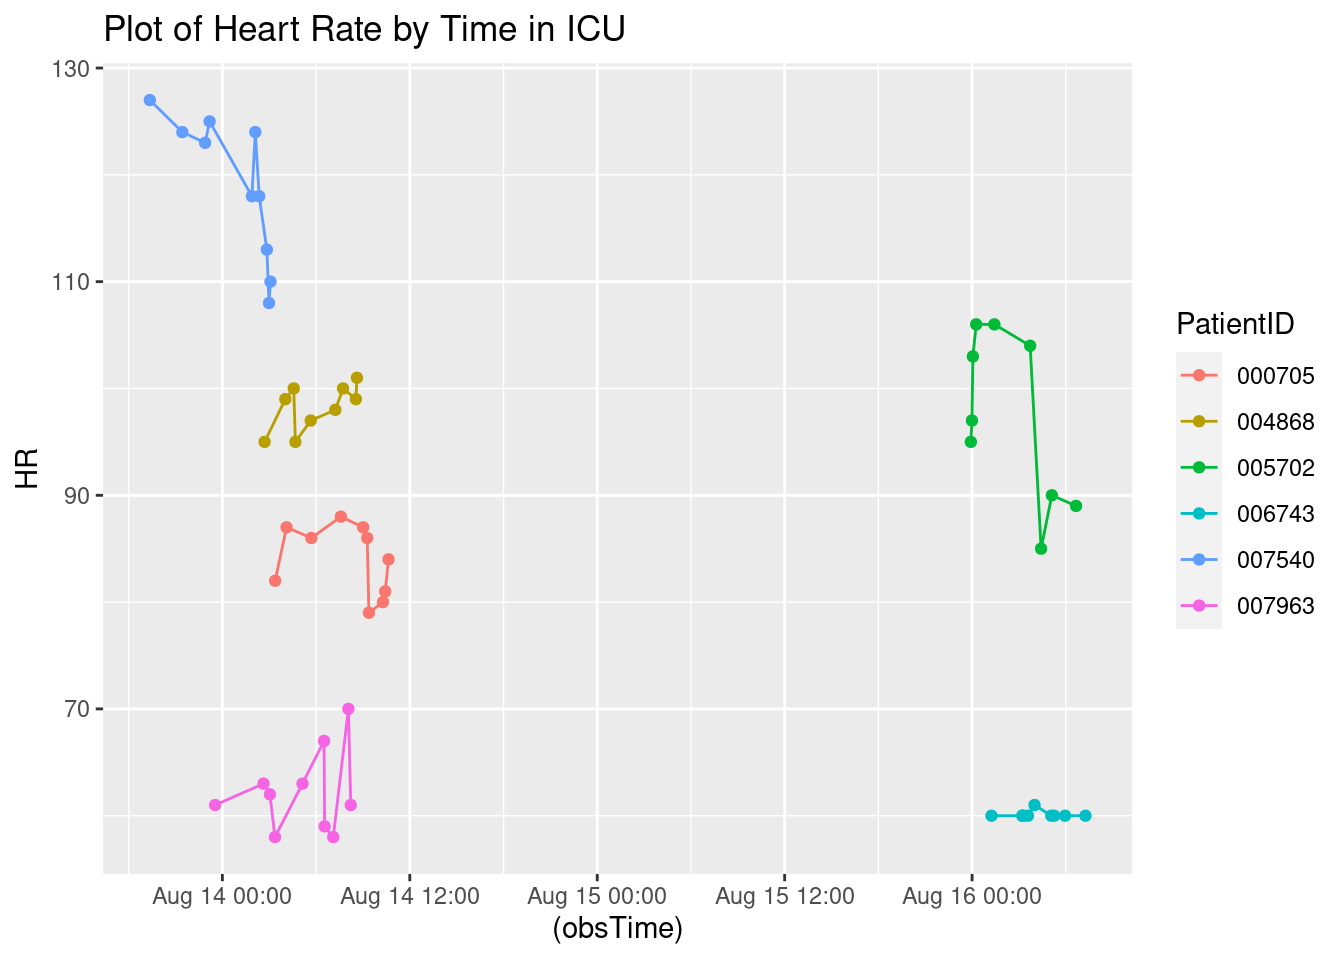 Plot of Heart Rate by Time in ICU
130
110
90
70
HR
Aug 14 00:00
Aug 14 12:00
Aug 15 00:00
Aug 15 12:00
Aug 16 00:00
(obsTime)
PatientID
000705
004868
005702
006743
007540
007963